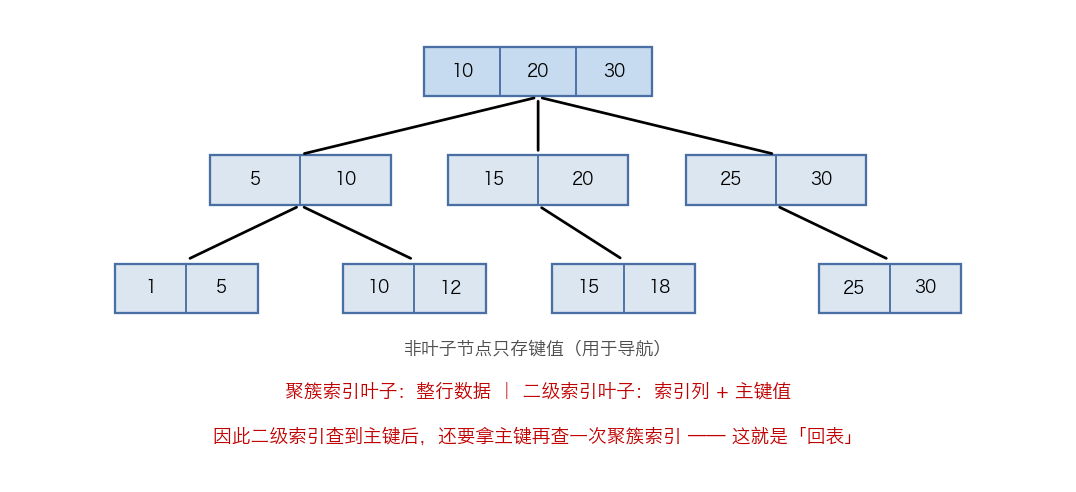 10 20 30
5 10 15 20 25 30
1 5 10 12 15 18 25 30
非叶子节点只存键值（用于导航）
聚簇索引叶子：整行数据 | 二级索引叶子：索引列 + 主键值
因此二级索引查到主键后，还要拿主键再查一次聚簇索引 —— 这就是「回表」